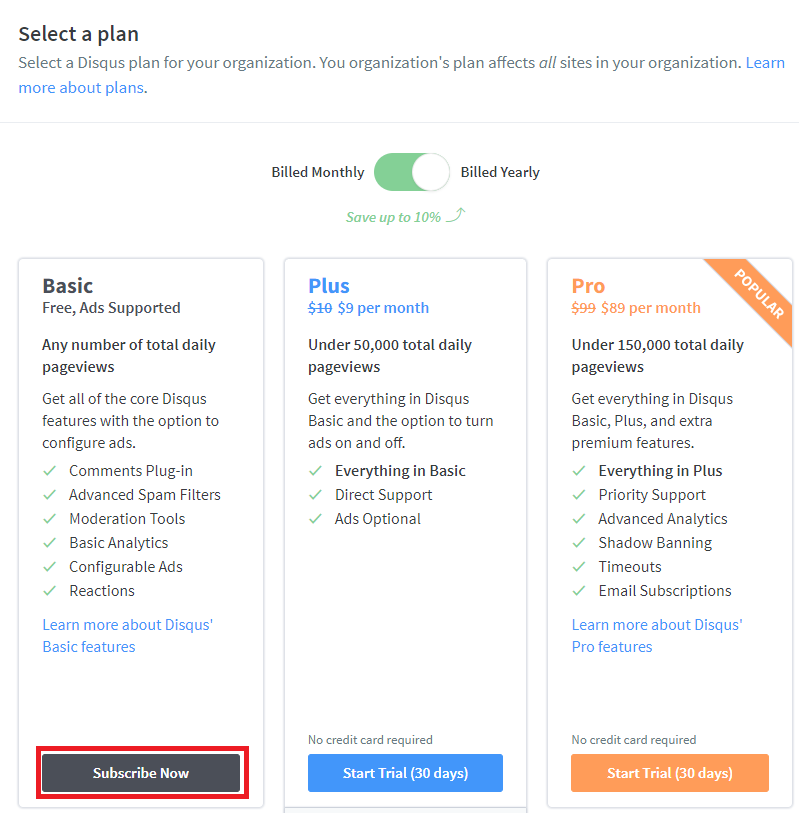 Select a plan
Select a Disqus plan for your organization. You organization's plan affects all sites in your organization. Learn
more about plans.
Billed Monthly
Billed Yearly
Save up to 10%
Basic
Free, Ads Supported
Any number of total daily
pageviews
Get all of the core Disqus
features with the option to
configure ads.
Comments Plug-in
Advanced Spam Filters
Moderation Tools
Basic Analytics
Configurable Ads
Reactions
Learn more about Disqus'
Basic features
Subscribe Now
Plus
$10 $9 per month
Under 50,000 total daily
pageviews
Get everything in Disqus
Basic and the option to turn
ads on and off.
Everything in Basic
Direct Support
Ads Optional
No credit card required
Start Trial (30 days)
POPULAR
Pro
$99 $89 per month
Under 150,000 total daily
pageviews
Get everything in Disqus
Basic, Plus, and extra
premium features.
Everything in Plus
Priority Support
Advanced Analytics
Shadow Banning
Timeouts
Email Subscriptions
Learn more about Disqus'
Pro features
No credit card required
Start Trial (30 days)